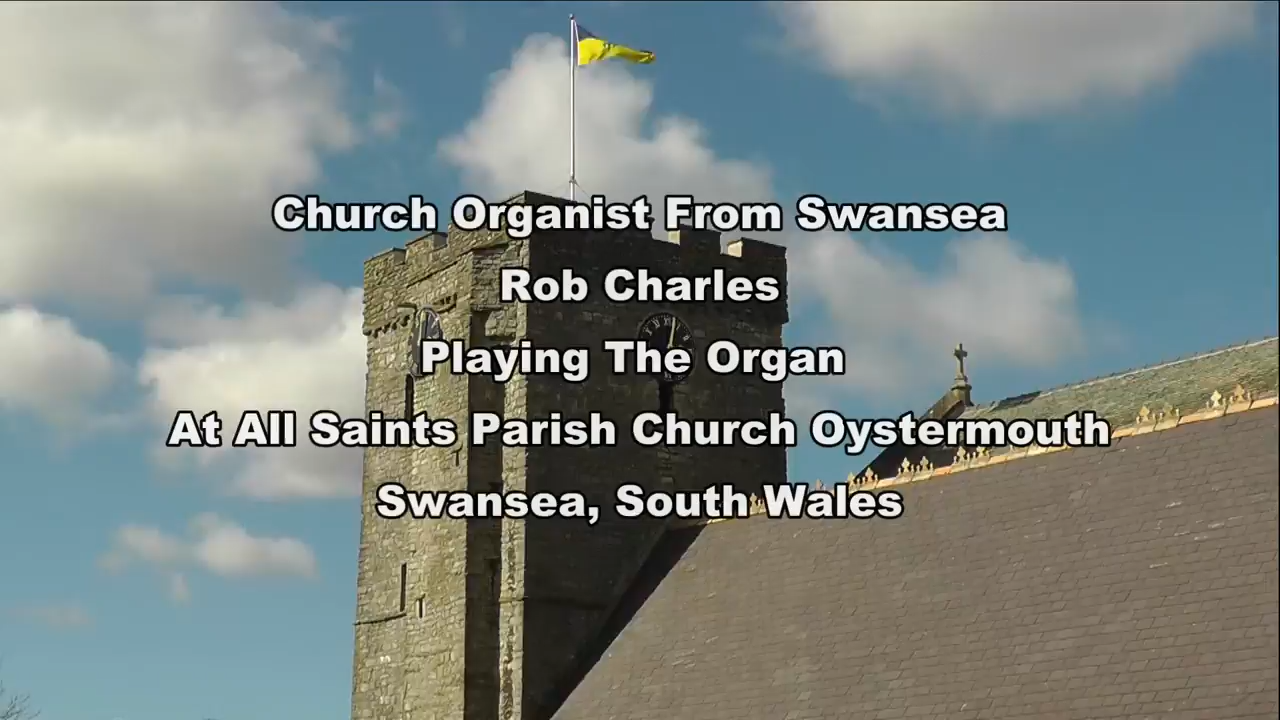 Church Organist From Swansea
Rob Charles
Playing The Organ
At All Saints Parish Church Oystermouth
Swansea, South Wales